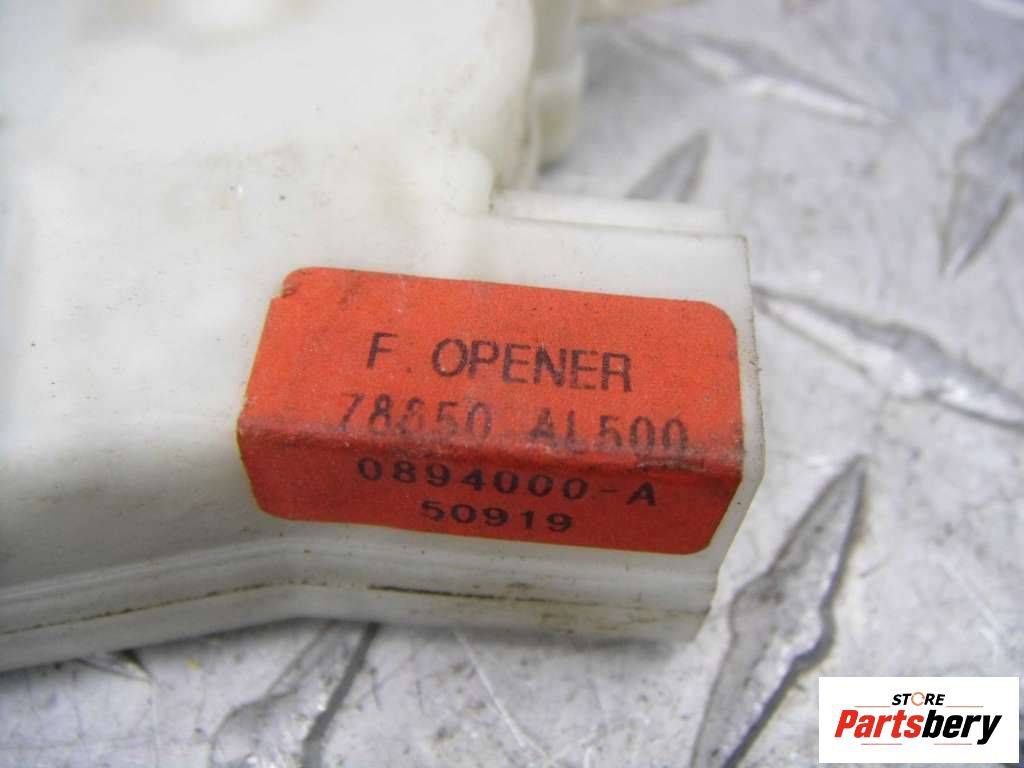 F. OPENER
78850 AL500
0894000-A
50919
STORE
Partsbery